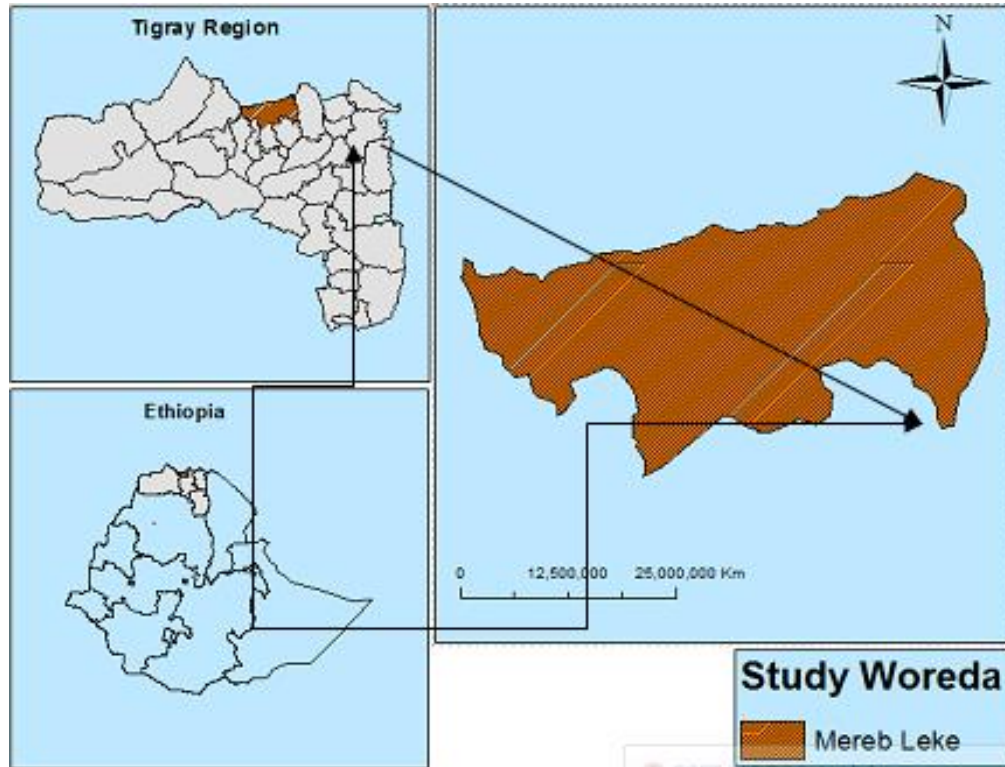 Tigray Region
N
Ethiopia
0 12,500,000 25,000,000 Km
Study Woreda
Mereb Leke